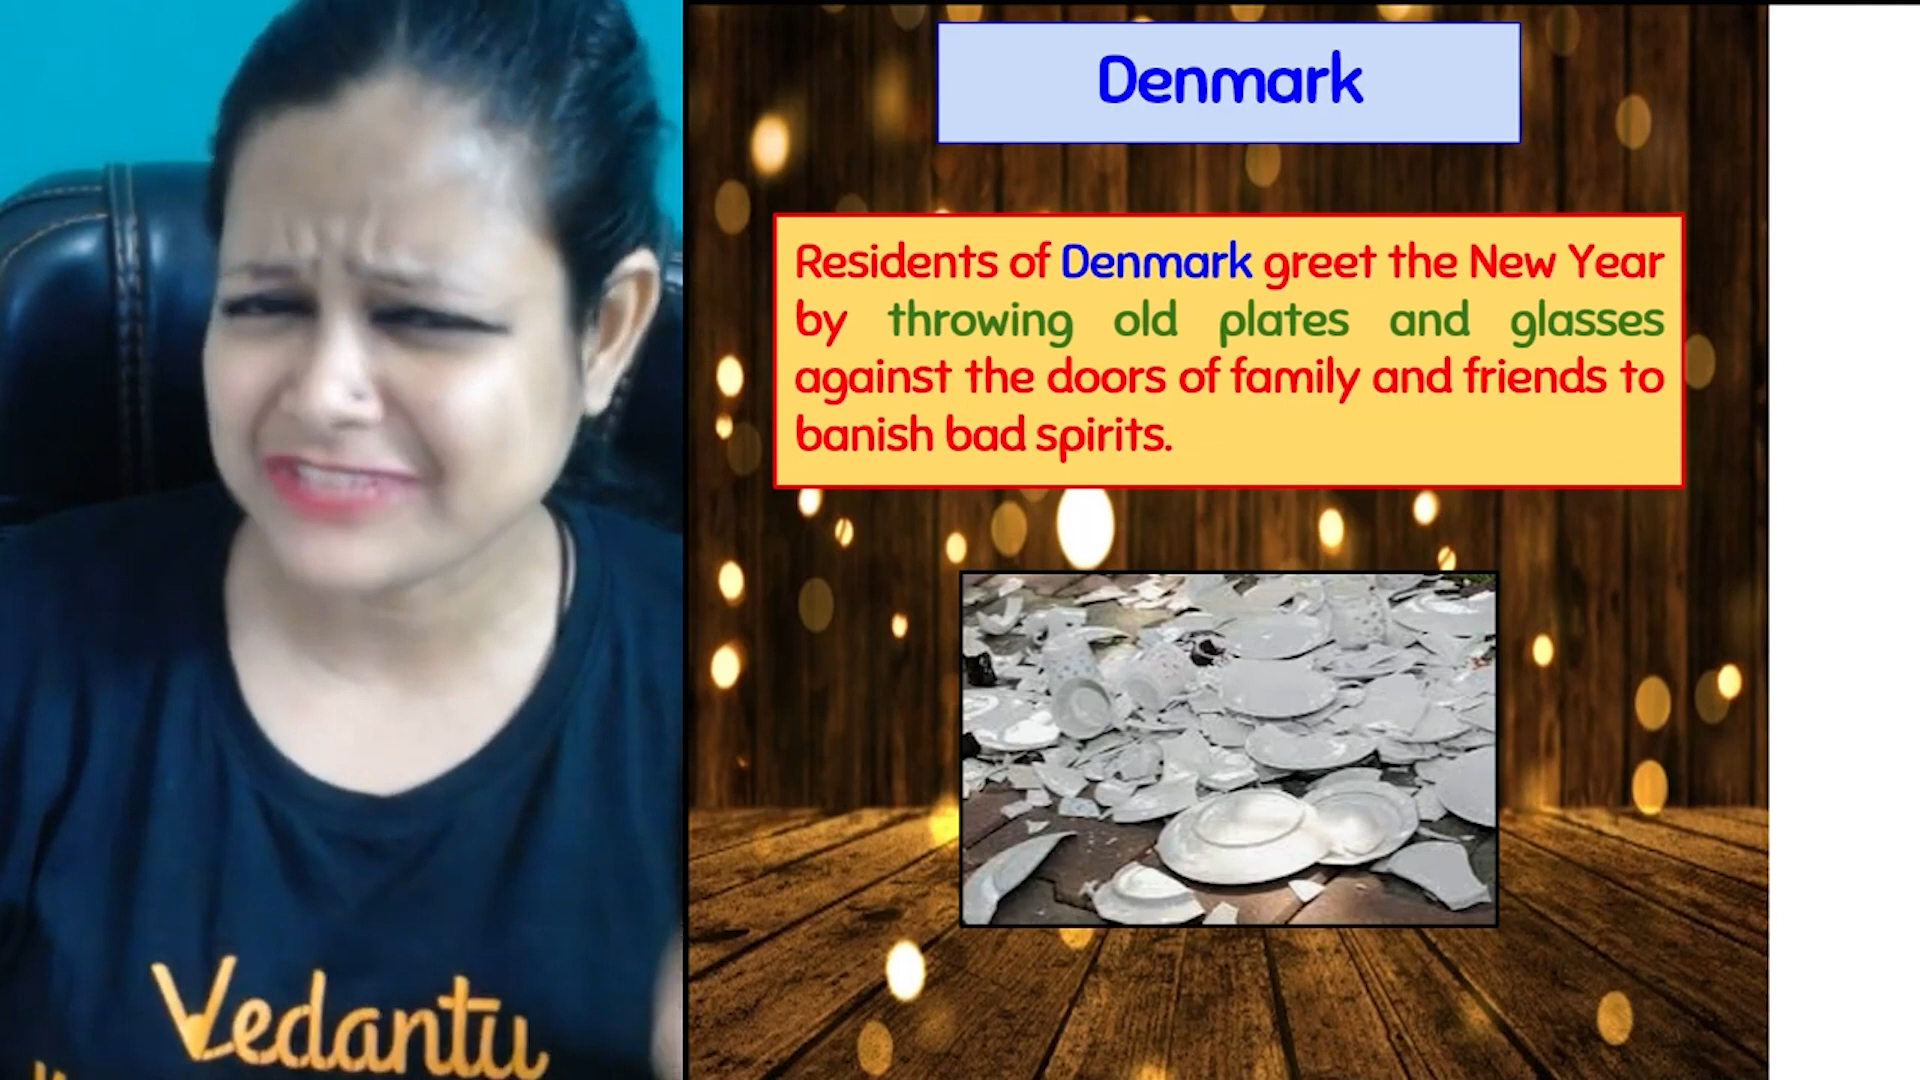 Denmark
Residents of Denmark greet the New Year
by throwing old plates and glasses
against the doors of family and friends to
banish bad spirits.
Vedantu